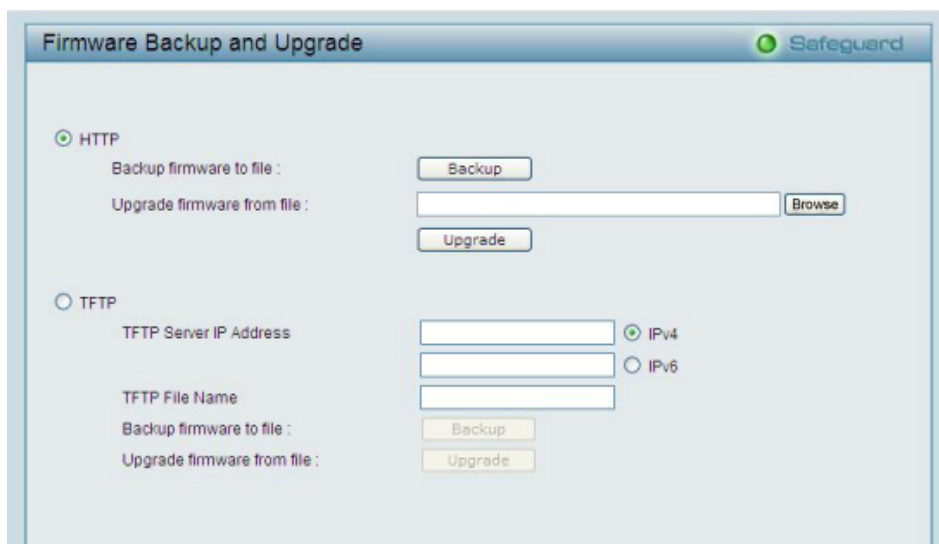 Firmware Backup and Upgrade Safeguard
HTTP
Backup firmware to file : Backup
Upgrade firmware from file : Browse
Upgrade
TFTP
TFTP Server IP Address IPv4
IPv6
TFTP File Name
Backup firmware to file : Backup
Upgrade firmware from file : Upgrade